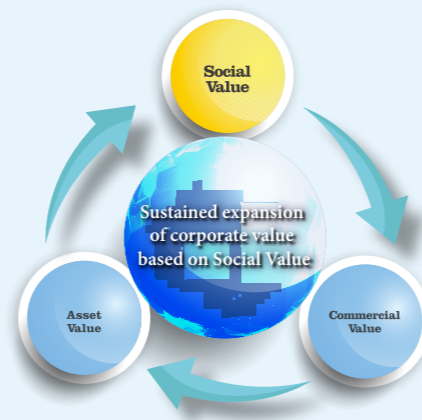 Social
Value
Sustained expansion
of corporate value
based on Social Value
Asset
Value
Commercial
Value